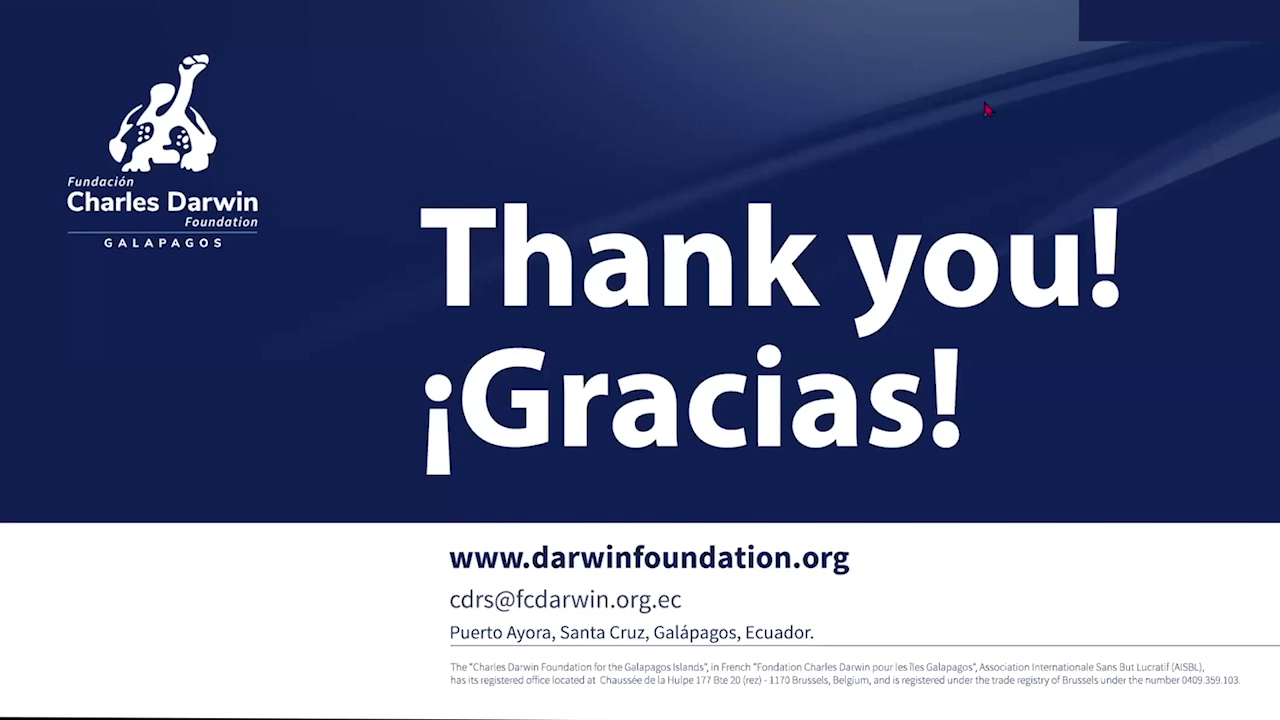 Fundación
Charles Darwin
Foundation
GALAPAGOS
Thank you!
¡Gracias!
www.darwinfoundation.org
cdrs@fcdarwin.org.ec
Puerto Ayora, Santa Cruz, Galápagos, Ecuador.
The “Charles Darwin Foundation for the Galapagos Islands”, in French “Fondation Charles Darwin pour les îles Galapagos”, Association Internationale Sans But Lucratif (AISBL),
has its registered office located at Chaussée de la Hulpe 177 Bte 20 (rez) - 1170 Brussels, Belgium, and is registered under the trade registry of Brussels under the number 0409.359.103.